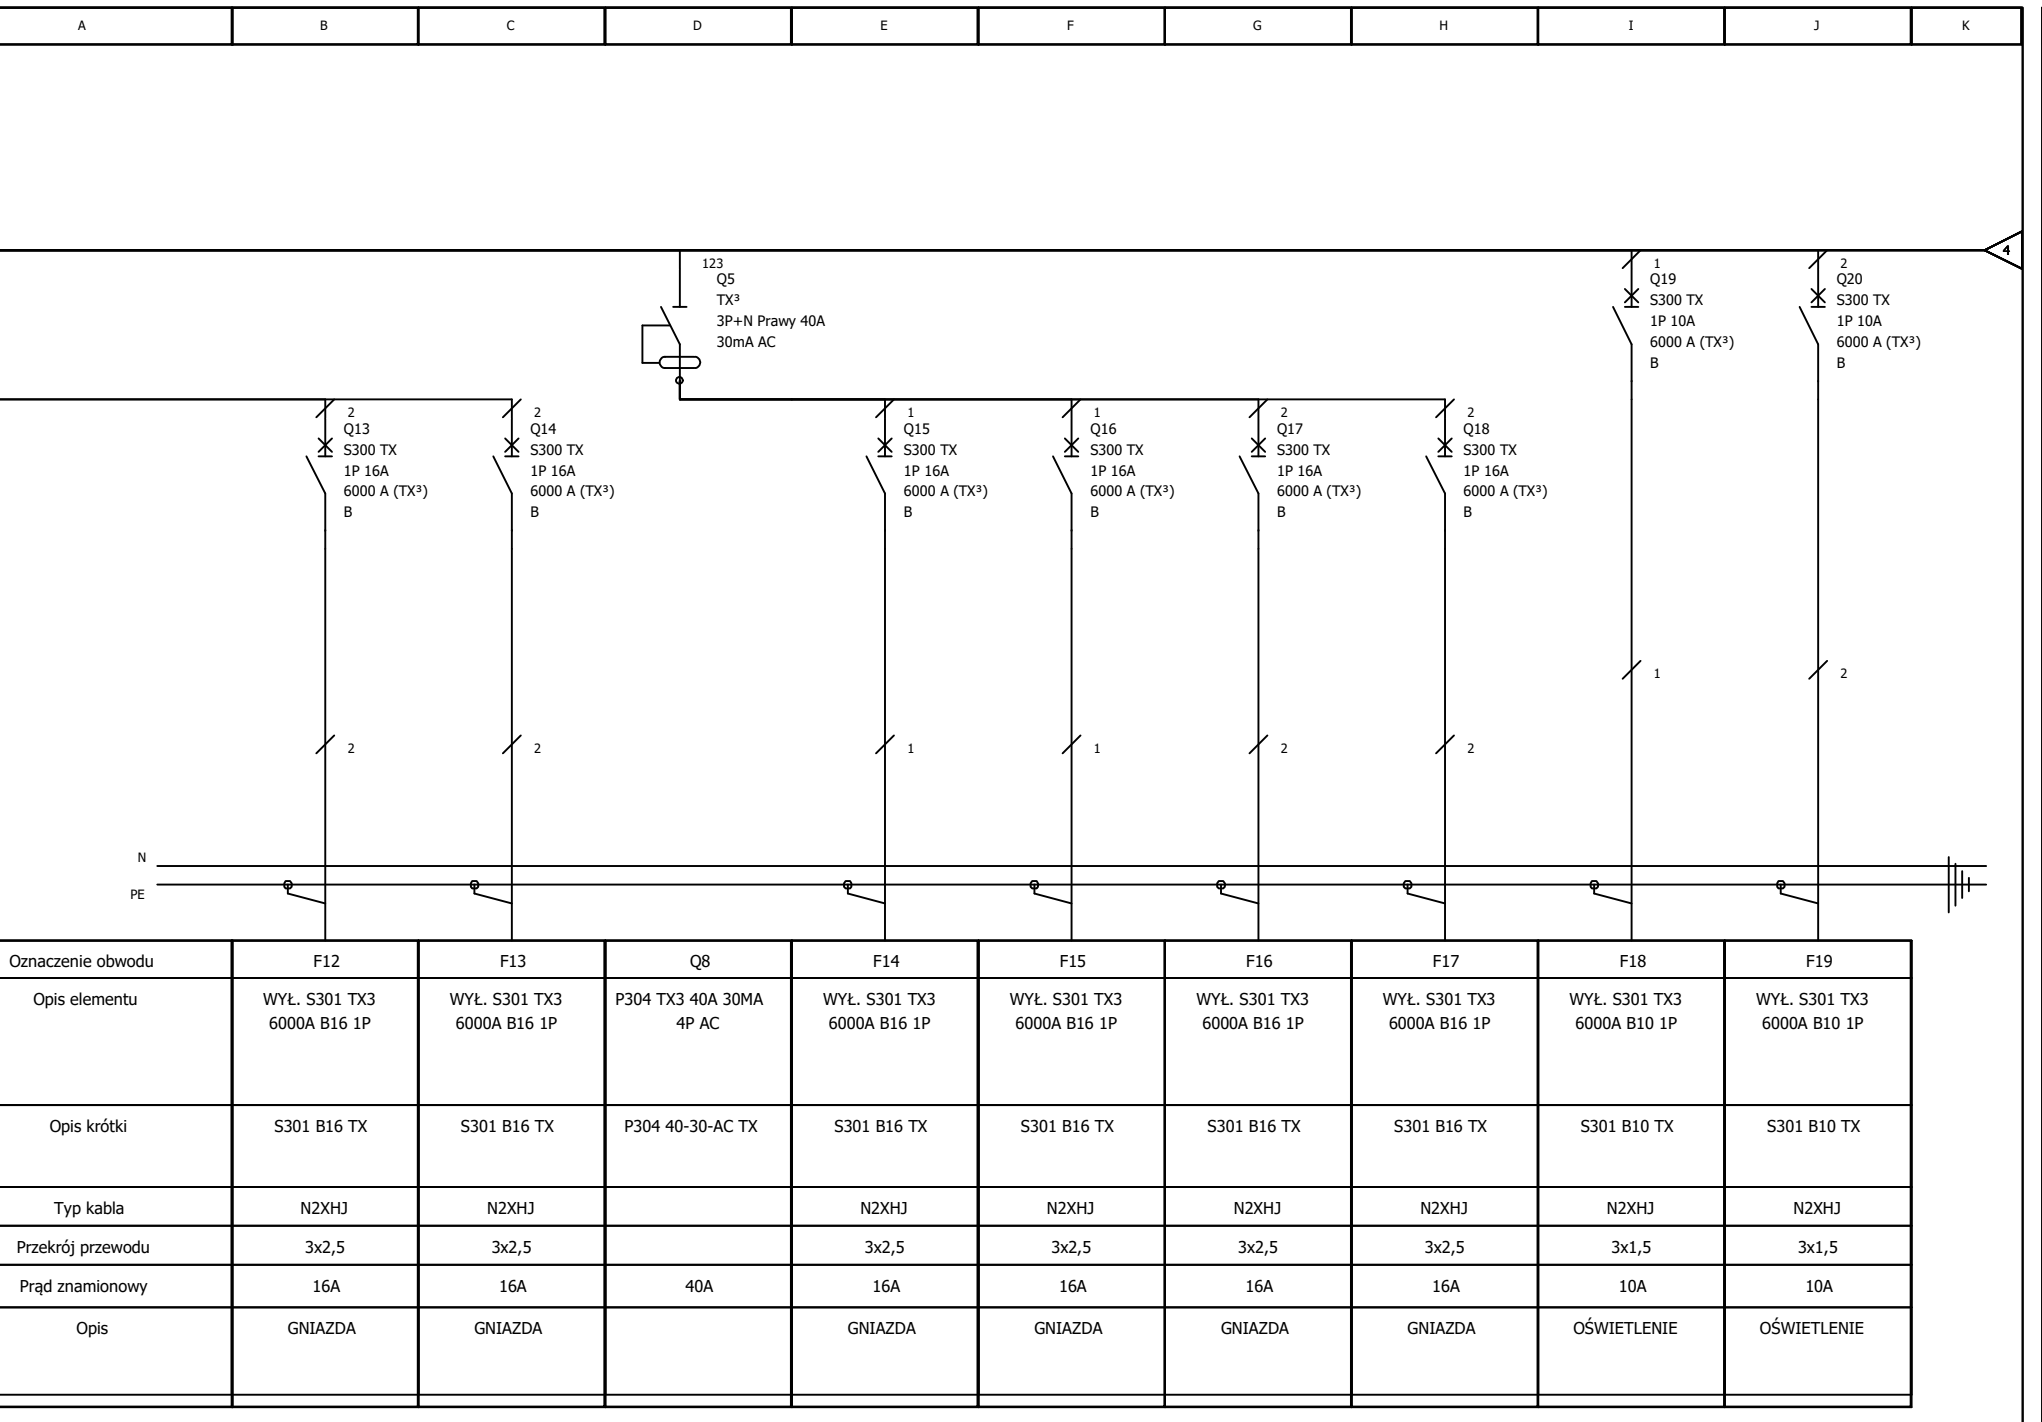 A B C D E F G H I J K
4
123
Q5
TX³
3P+N Prawy 40A
30mA AC
1
Q19
S300 TX
1P 10A
6000 A (TX³)
B
2
Q20
S300 TX
1P 10A
6000 A (TX³)
B
2
Q13
S300 TX
1P 16A
6000 A (TX³)
B
2
Q14
S300 TX
1P 16A
6000 A (TX³)
B
1
Q15
S300 TX
1P 16A
6000 A (TX³)
B
1
Q16
S300 TX
1P 16A
6000 A (TX³)
B
2
Q17
S300 TX
1P 16A
6000 A (TX³)
B
2
Q18
S300 TX
1P 16A
6000 A (TX³)
B
1 2
2 2 1 1 2 2
N
PE
Oznaczenie obwodu F12 F13 Q8 F14 F15 F16 F17 F18 F19
Opis elementu WYŁ. S301 TX3 WYŁ. S301 TX3 P304 TX3 40A 30MA WYŁ. S301 TX3 WYŁ. S301 TX3 WYŁ. S301 TX3 WYŁ. S301 TX3 WYŁ. S301 TX3 WYŁ. S301 TX3
6000A B16 1P 6000A B16 1P 4P AC 6000A B16 1P 6000A B16 1P 6000A B16 1P 6000A B16 1P 6000A B10 1P 6000A B10 1P
Opis krótki S301 B16 TX S301 B16 TX P304 40-30-AC TX S301 B16 TX S301 B16 TX S301 B16 TX S301 B16 TX S301 B10 TX S301 B10 TX
Typ kabla N2XHJ N2XHJ N2XHJ N2XHJ N2XHJ N2XHJ N2XHJ N2XHJ
Przekrój przewodu 3x2,5 3x2,5 3x2,5 3x2,5 3x2,5 3x2,5 3x1,5 3x1,5
Prąd znamionowy 16A 16A 40A 16A 16A 16A 16A 10A 10A
Opis GNIAZDA GNIAZDA GNIAZDA GNIAZDA GNIAZDA GNIAZDA OŚWIETLENIE OŚWIETLENIE